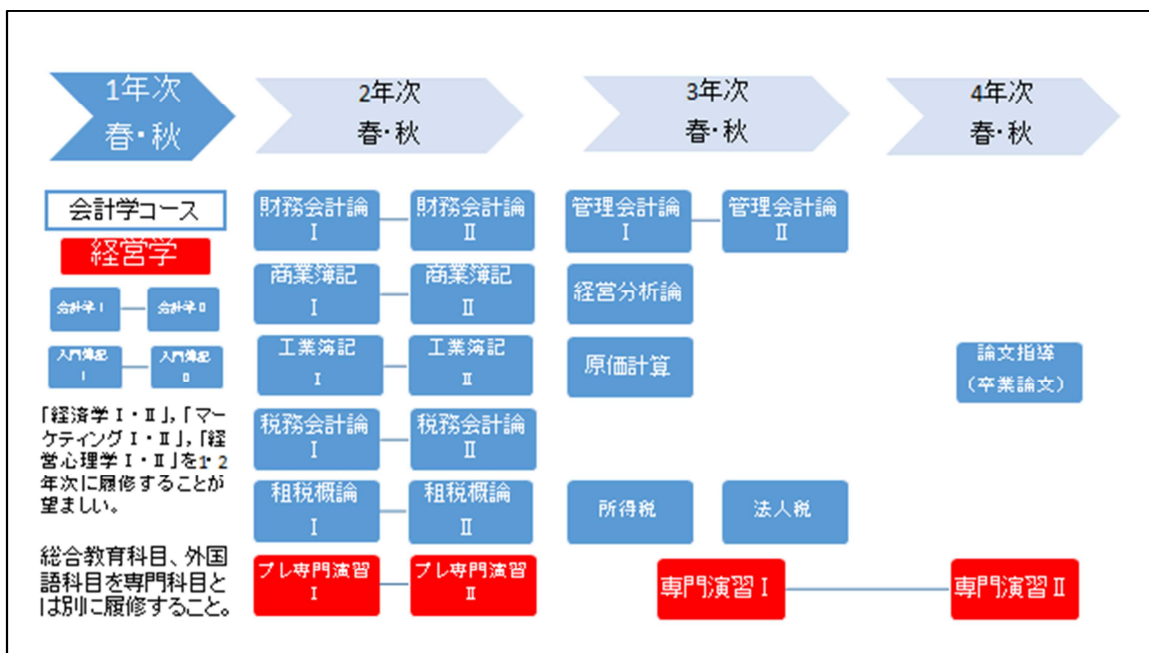 1年次
春・秋
2年次
春・秋
3年次
春・秋
4年次
春・秋
会計学コース
経営学
会計学Ⅰ
会計学Ⅱ
入門簿記
Ⅰ
入門簿記
Ⅱ
「経済学Ⅰ・Ⅱ」,「マー
ケティングⅠ・Ⅱ」,「経
営心理学Ⅰ・Ⅱ」を1・2
年次に履修することが
望ましい。
総合教育科目、外国
語科目を専門科目と
は別に履修すること。
財務会計論
Ⅰ
財務会計論
Ⅱ
商業簿記
Ⅰ
商業簿記
Ⅱ
工業簿記
Ⅰ
工業簿記
Ⅱ
税務会計論
Ⅰ
税務会計論
Ⅱ
租税概論
Ⅰ
租税概論
Ⅱ
プレ専門演習
Ⅰ
プレ専門演習
Ⅱ
管理会計論
Ⅰ
管理会計論
Ⅱ
経営分析論
原価計算
所得税
法人税
専門演習Ⅰ
論文指導
(卒業論文)
専門演習Ⅱ